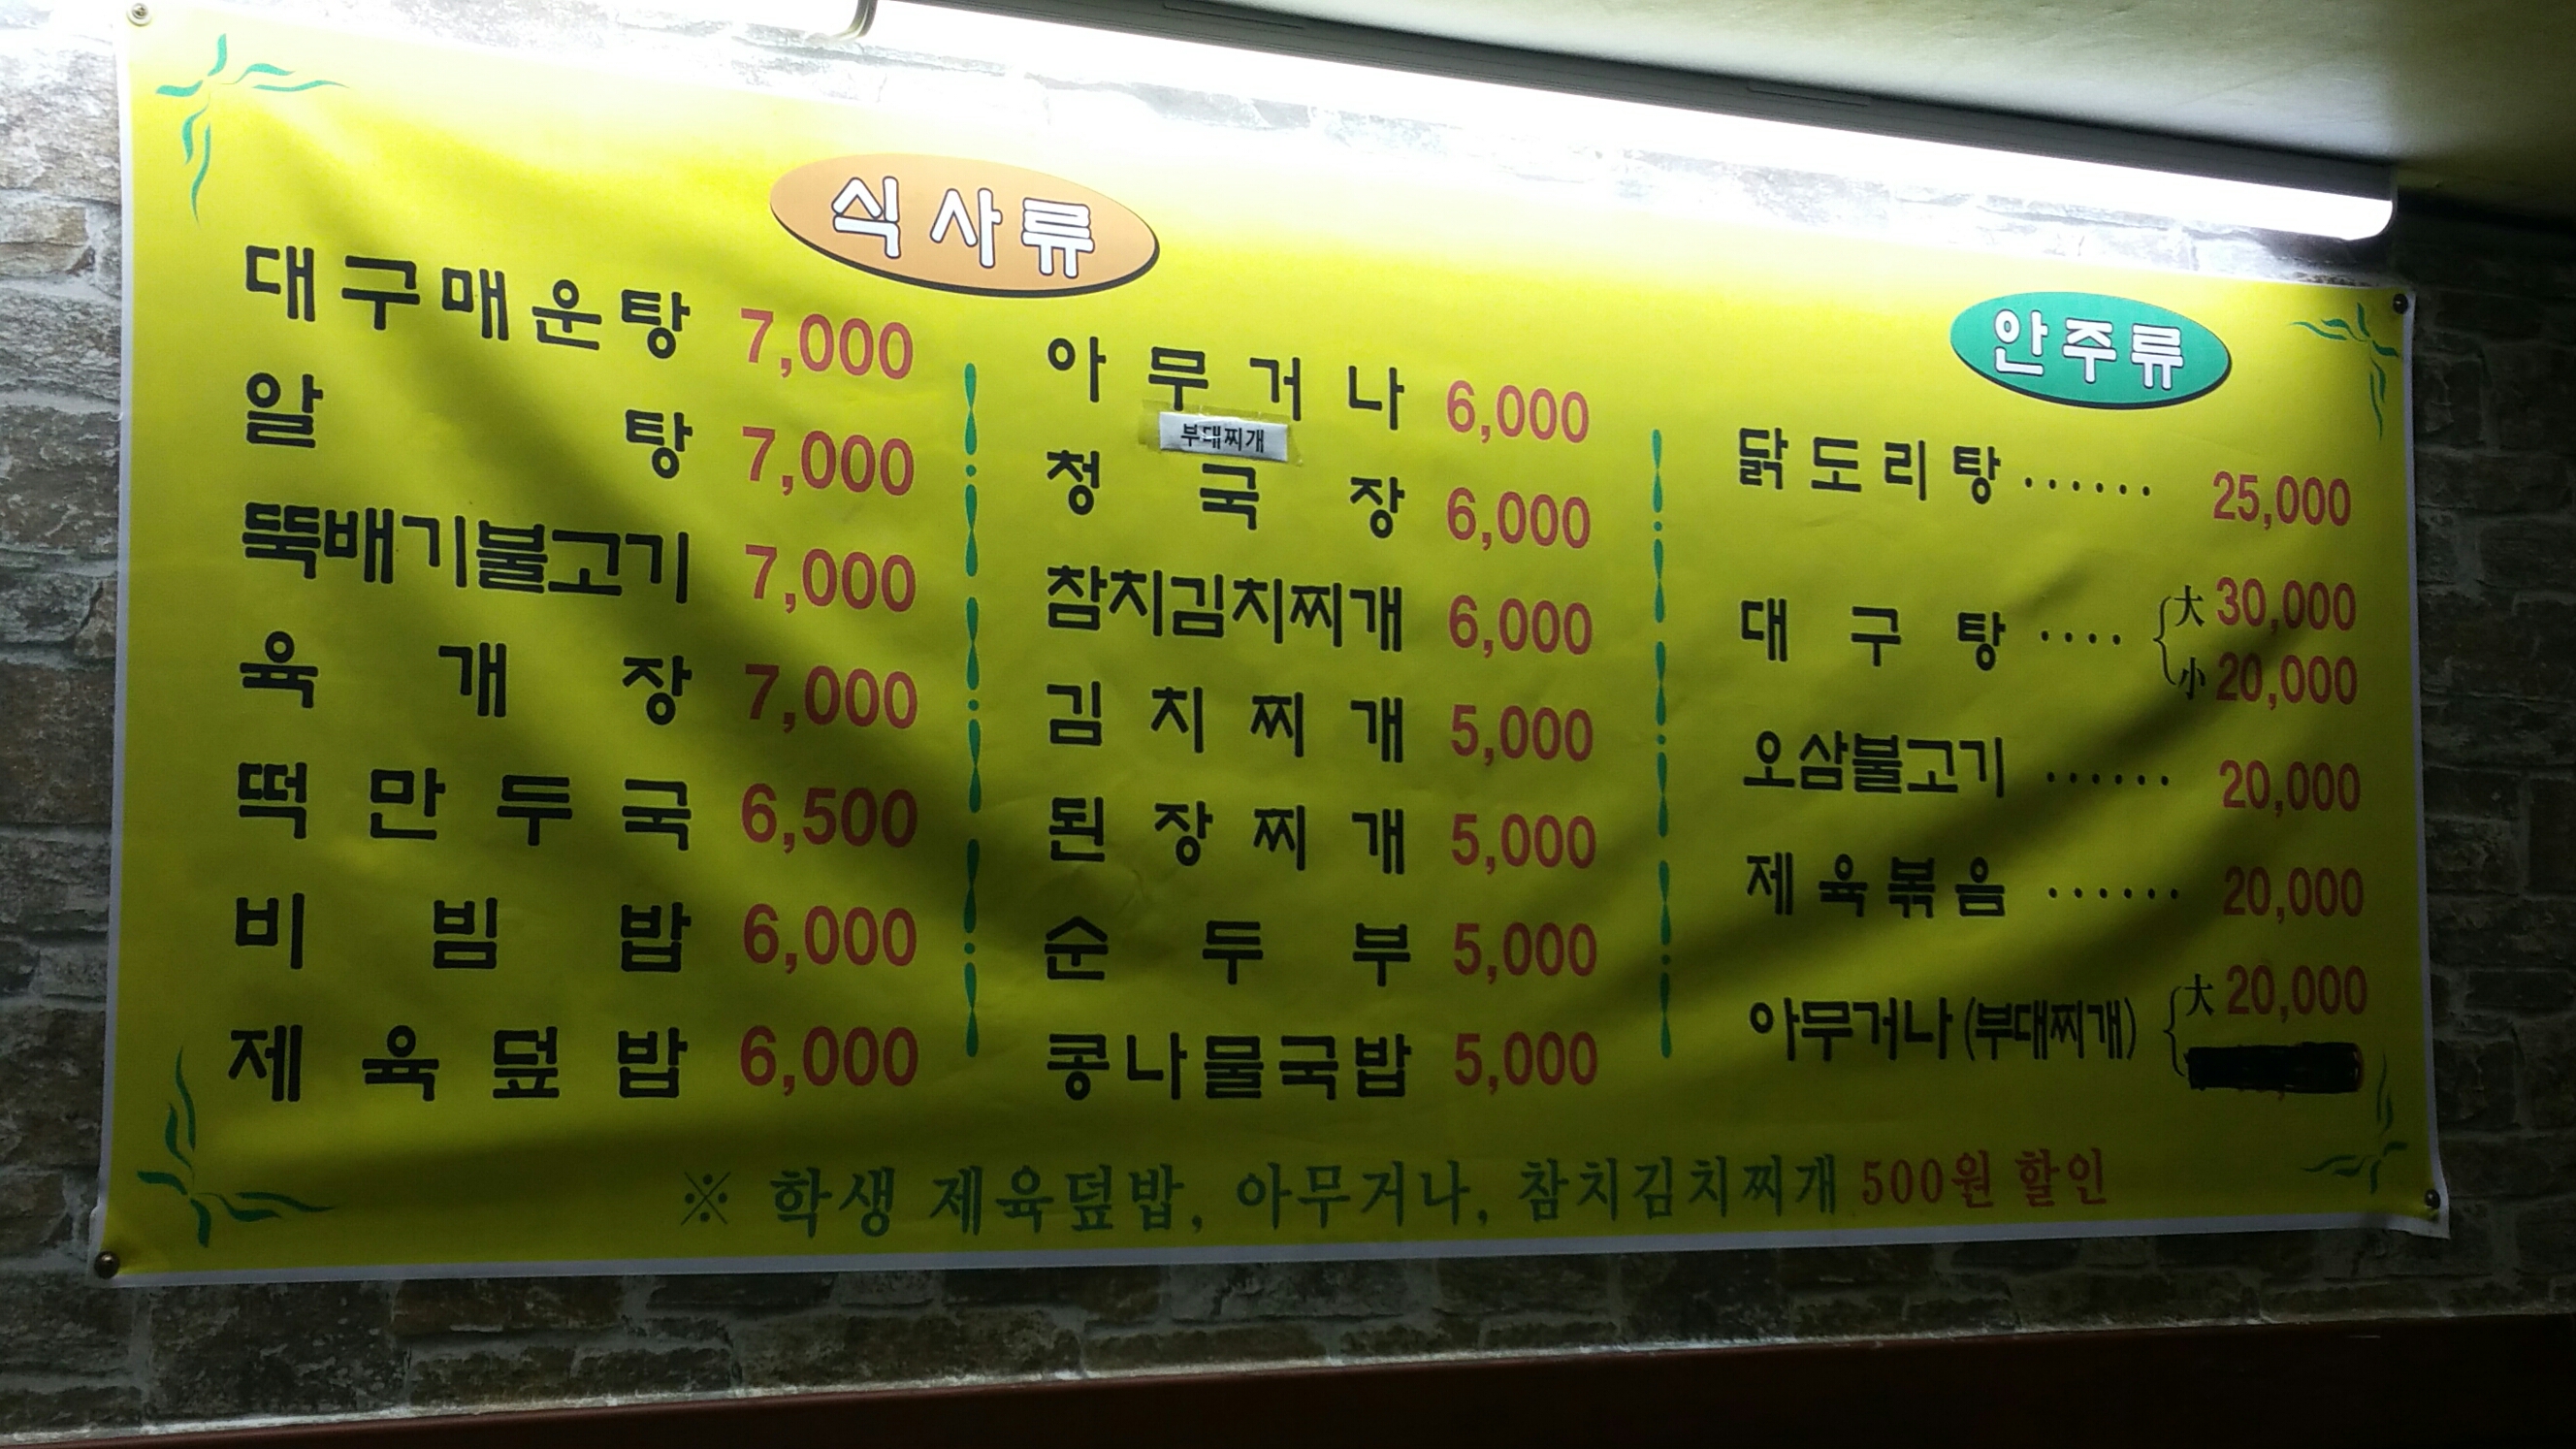 식사류
대구매운탕 7,000
알탕 7,000
뚝배기불고기 7,000
육개장 7,000
떡만두국 6,500
비빔밥 6,000
제육덮밥 6,000
아무거나 6,000
부대찌개
청국장 6,000
참치김치찌개 6,000
김치찌개 5,000
된장찌개 5,000
순두부 5,000
콩나물국밥 5,000
안주류
닭도리탕 ...... 25,000
대구탕 .... 大 30,000
小 20,000
오삼불고기 ...... 20,000
제육볶음 ...... 20,000
아무거나 (부대찌개) 大 20,000
※ 학생 제육덮밥, 아무거나, 참치김치찌개 500원 할인